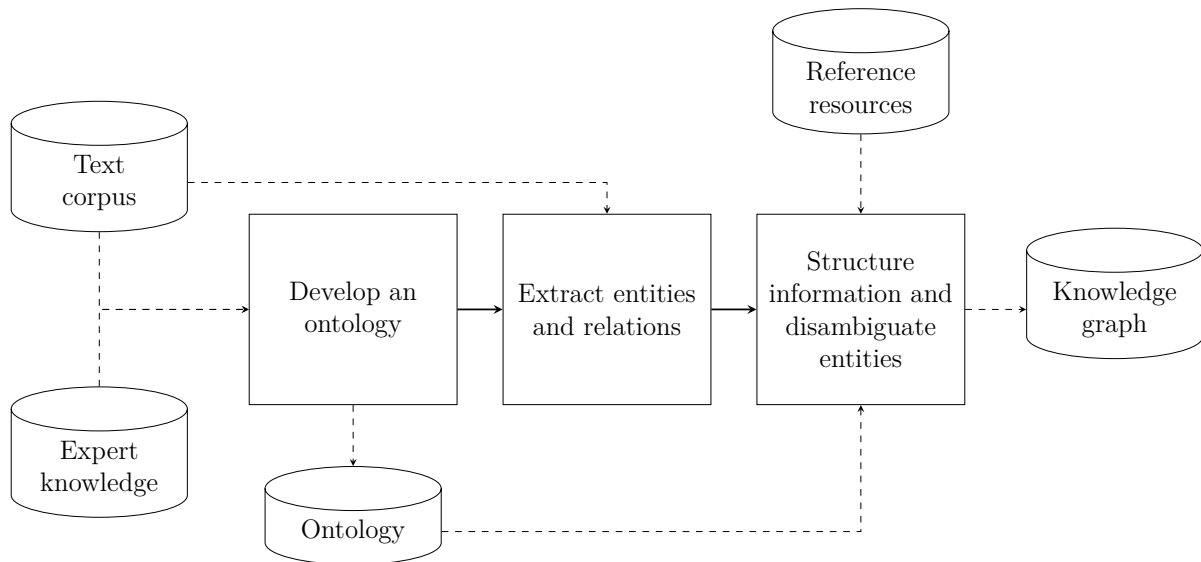 Reference
resources
Text
corpus
Develop an
ontology
Extract entities
and relations
Structure
information and
disambiguate
entities
Knowledge
graph
Expert
knowledge
Ontology